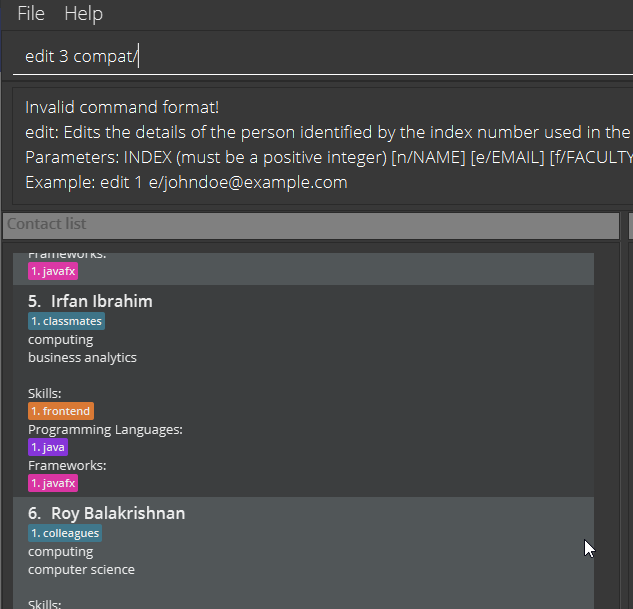 File Help
edit 3 compat/
Invalid command format!
edit: Edits the details of the person identified by the index number used in the
Parameters: INDEX (must be a positive integer) [n/NAME] [e/EMAIL] [f/FACULTY
Example: edit 1 e/johndoe@example.com
Contact list
Frameworks:
1. javafx
5. Irfan Ibrahim
1. classmates
computing
business analytics
Skills:
1. frontend
Programming Languages:
1. java
Frameworks:
1. javafx
6. Roy Balakrishnan
1. colleagues
computing
computer science
Skills: